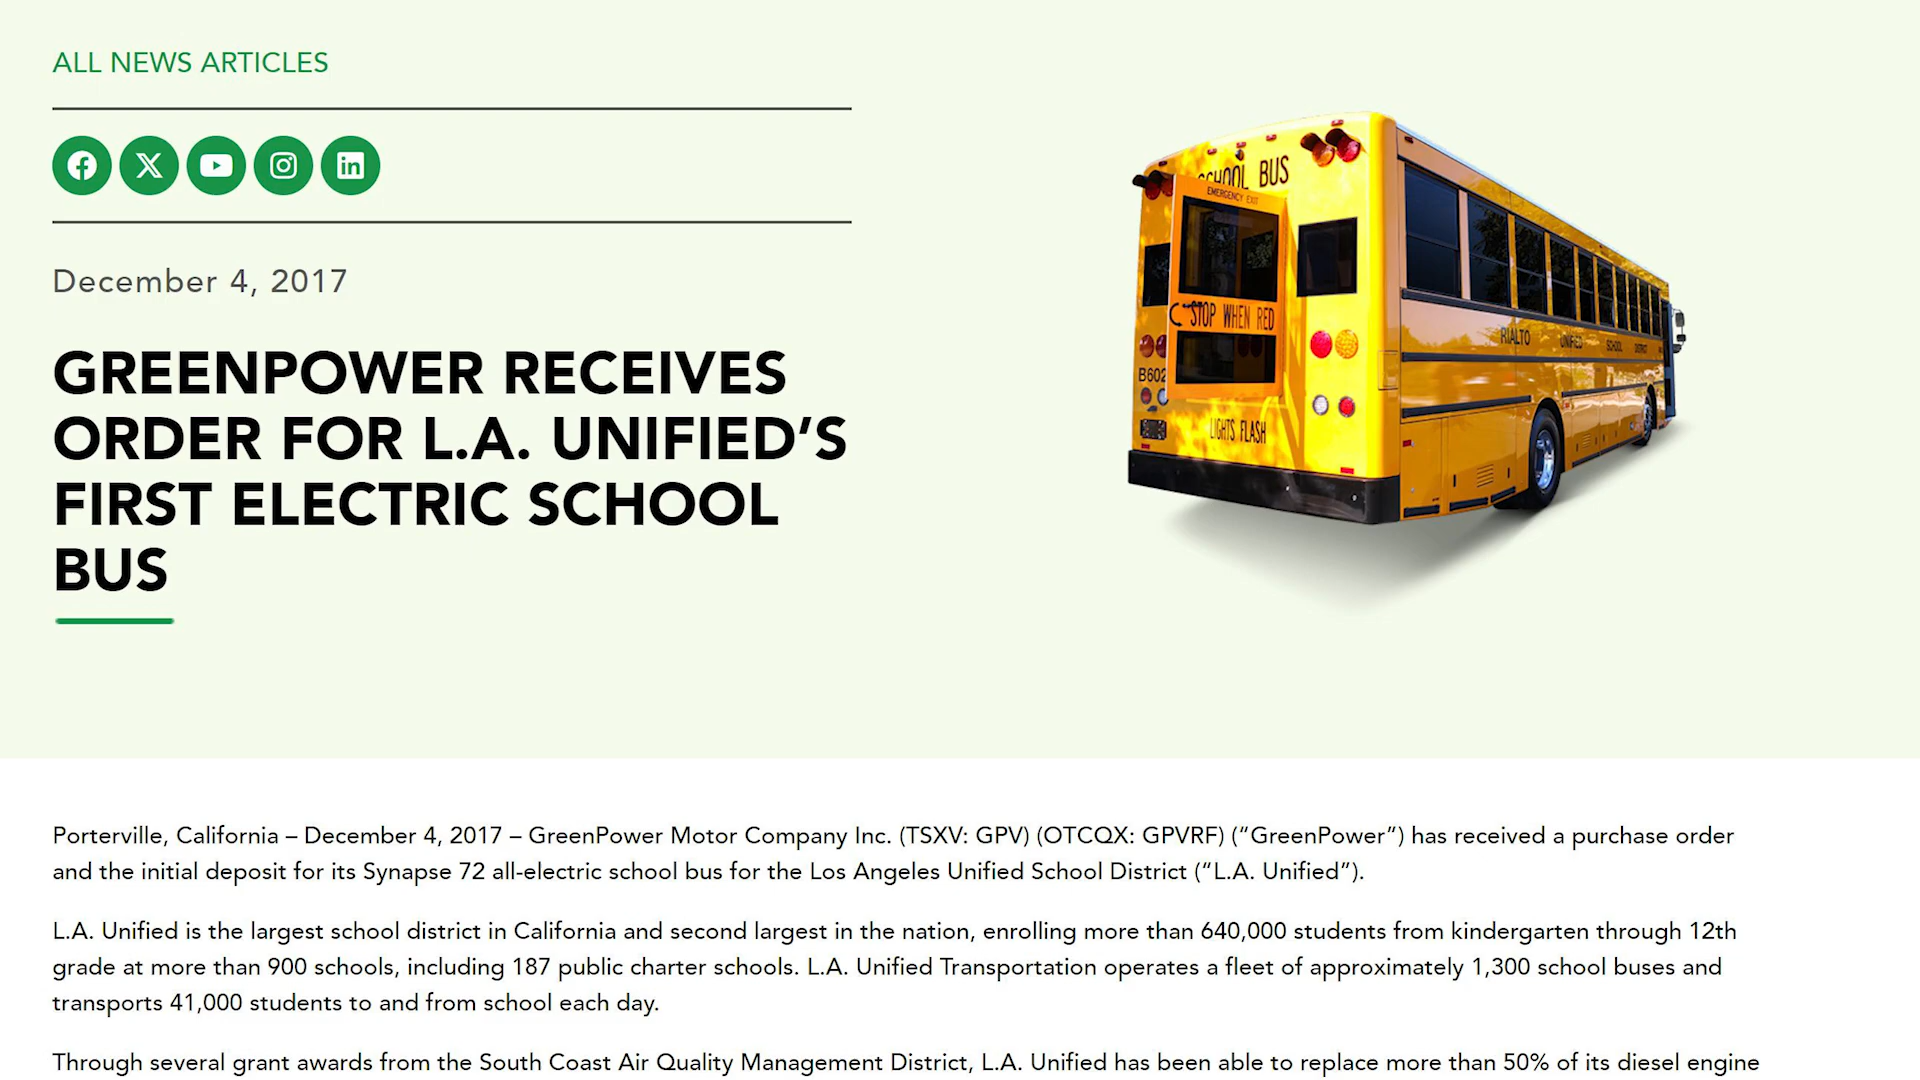 ALL NEWS ARTICLES
December 4, 2017
GREENPOWER RECEIVES
ORDER FOR L.A. UNIFIED’S
FIRST ELECTRIC SCHOOL
BUS
SCHOOL BUS
EMERGENCY EXIT
STOP WHEN RED
B602
LIGHTS FLASH
RIALTO UNIFIED SCHOOL DISTRICT
Porterville, California – December 4, 2017 – GreenPower Motor Company Inc. (TSXV: GPV) (OTCQX: GPVRF) (“GreenPower”) has received a purchase order
and the initial deposit for its Synapse 72 all-electric school bus for the Los Angeles Unified School District (“L.A. Unified”).
L.A. Unified is the largest school district in California and second largest in the nation, enrolling more than 640,000 students from kindergarten through 12th
grade at more than 900 schools, including 187 public charter schools. L.A. Unified Transportation operates a fleet of approximately 1,300 school buses and
transports 41,000 students to and from school each day.
Through several grant awards from the South Coast Air Quality Management District, L.A. Unified has been able to replace more than 50% of its diesel engine